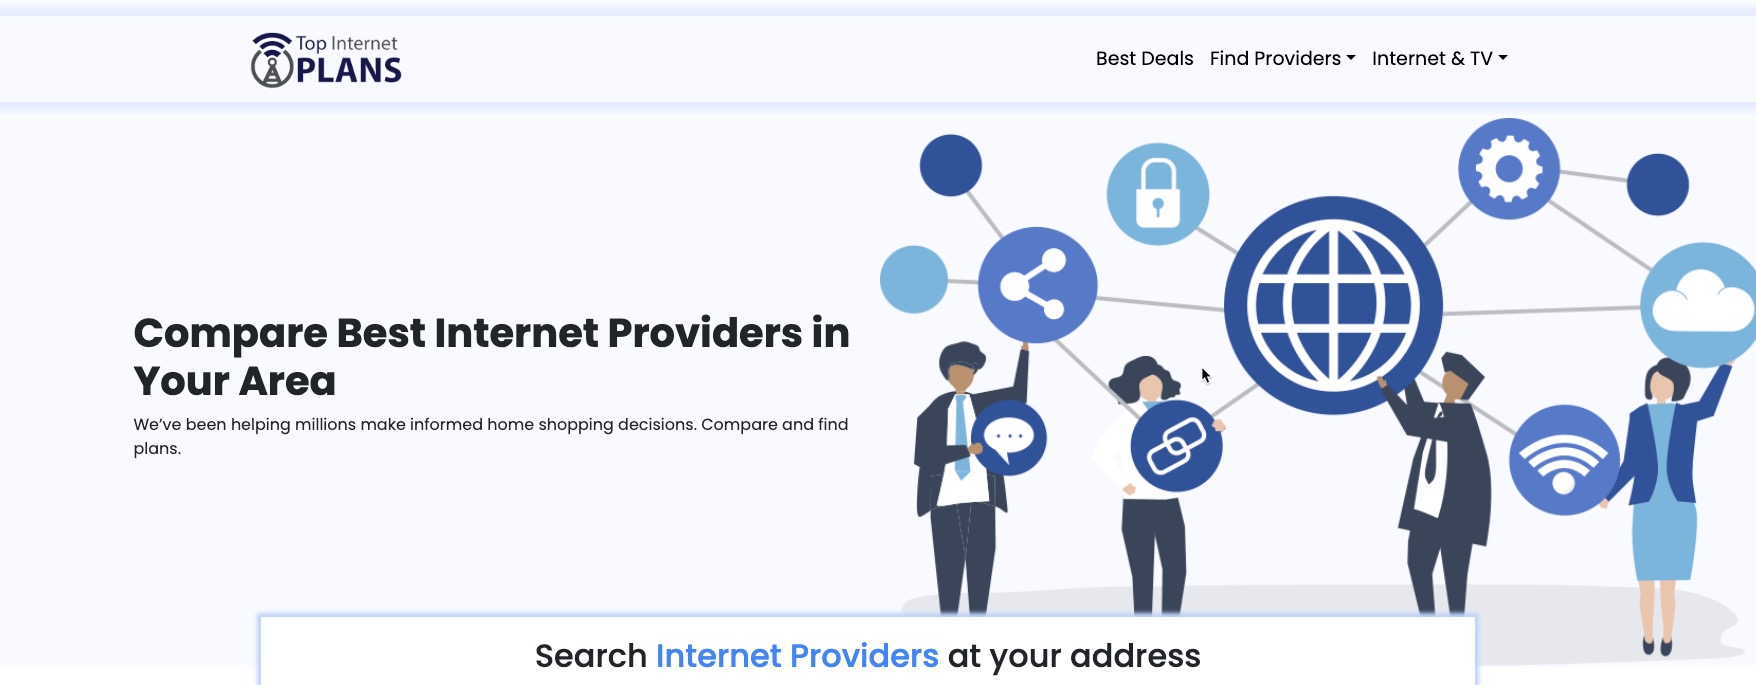 Top Internet
PLANS
Best Deals
Find Providers
Internet & TV
Compare Best Internet Providers in
Your Area
We’ve been helping millions make informed home shopping decisions. Compare and find
plans.
Search Internet Providers at your address